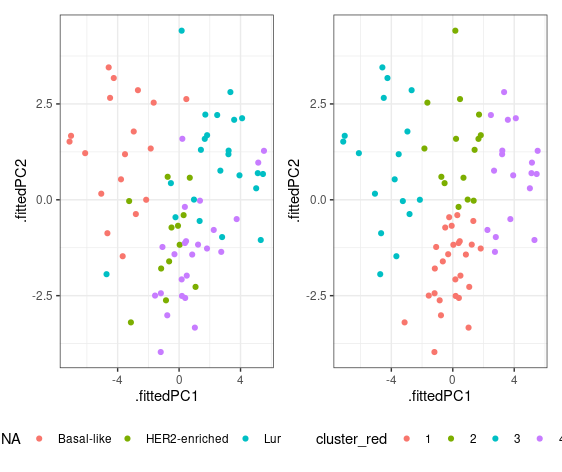 .fittedPC2
2.5
0.0
-2.5
-4
0
4
.fittedPC1
.fittedPC2
2.5
0.0
-2.5
-4
0
4
.fittedPC1
NA Basal-like HER2-enriched Lur
cluster_red 1 2 3 4